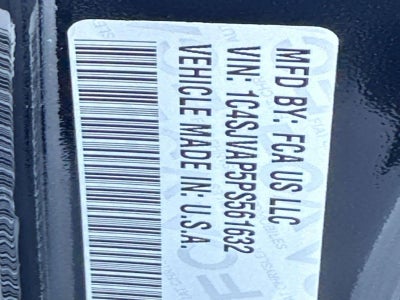 MFD BY: FCA US LLC
VIN: 1C4SJVAP5PS561632
VEHICLE MADE IN: U.S.A.